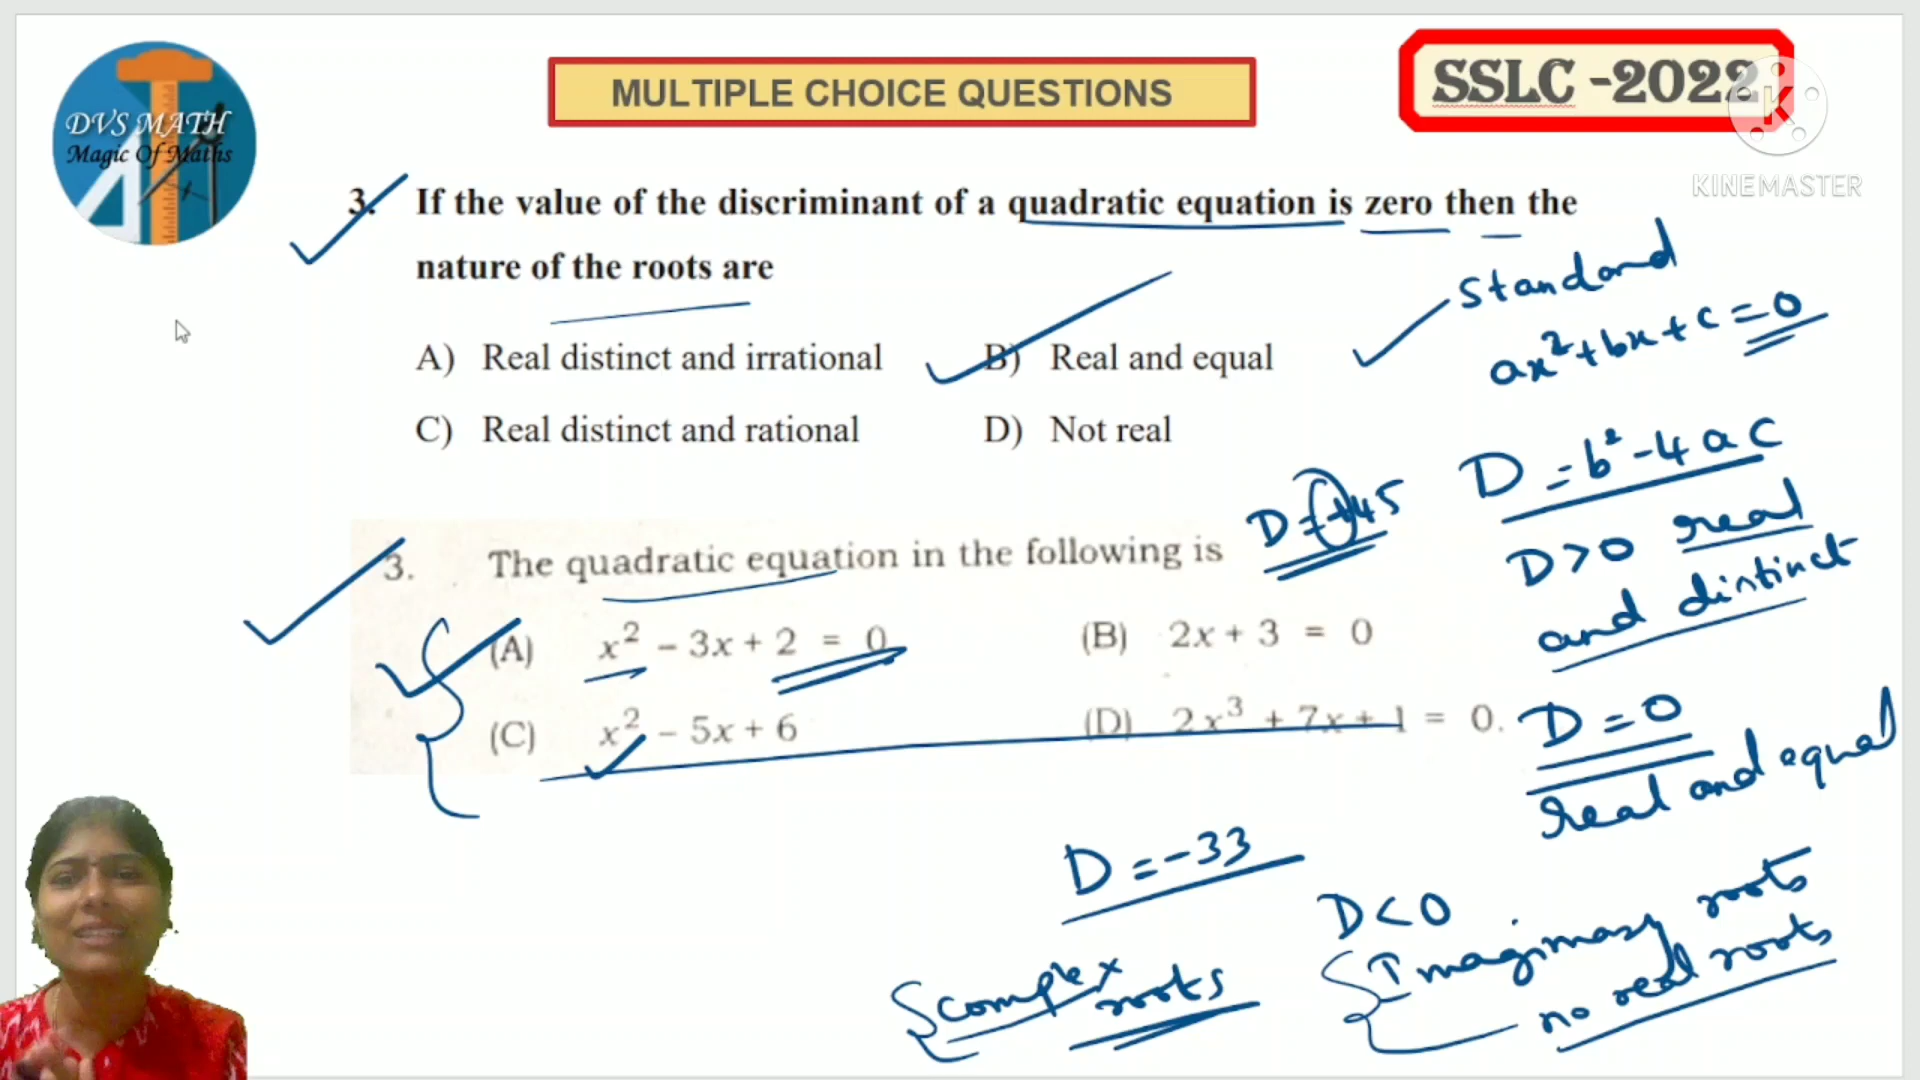 DVS MATH
Magic Of Maths
MULTIPLE CHOICE QUESTIONS
SSLC -2022
KINEMASTER
3. If the value of the discriminant of a quadratic equation is zero then the
nature of the roots are
A) Real distinct and irrational
B) Real and equal
C) Real distinct and rational
D) Not real
Standard
ax²+bx+c=0
D=b²-4ac
D>0 real
and distinct
D=0
real and equal
D=+45
3. The quadratic equation in the following is
(A) x² - 3x + 2 = 0
(B) 2x + 3 = 0
(C) x² - 5x + 6
(D) 2x³ + 7x + 1 = 0.
D=-33
complex
roots
D<0
Imaginary roots
no real roots